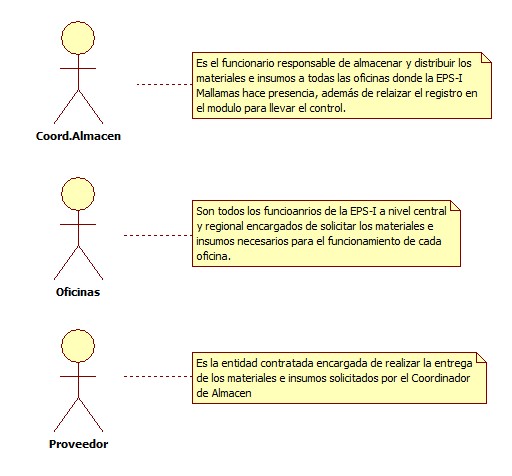 Es el funcionario responsable de almacenar y distribuir los
materiales e insumos a todas las oficinas donde la EPS-I
Mallamas hace presencia, además de relaizar el registro en
el modulo para llevar el control.
Coord.Almacen
Son todos los funcioanrios de la EPS-I a nivel central
y regional encargados de solicitar los materiales e
insumos necesarios para el funcionamiento de cada
oficina.
Oficinas
Es la entidad contratada encargada de realizar la entrega
de los materiales e insumos solicitados por el Coordinador
de Almacen
Proveedor